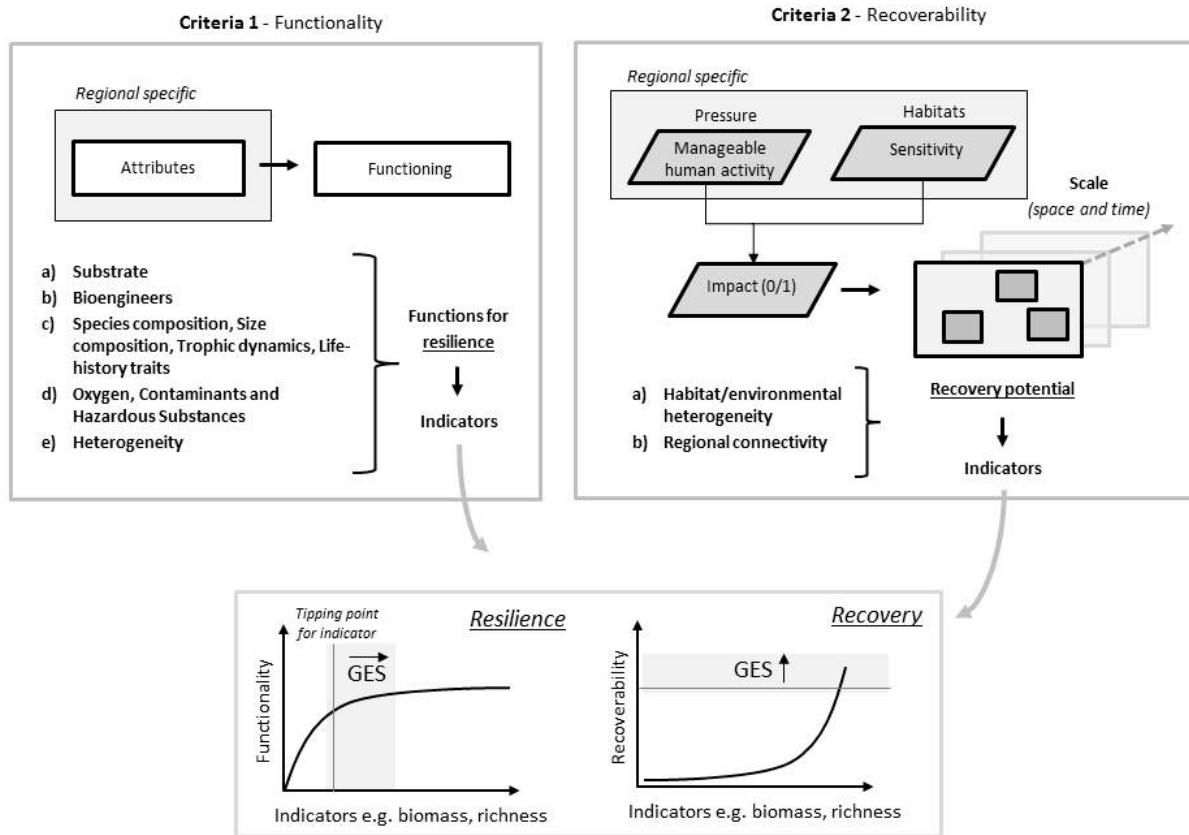 Criteria 1 - Functionality
Regional specific
Attributes
Functioning
a) Substrate
b) Bioengineers
c) Species composition, Size
composition, Trophic dynamics, Life-
history traits
d) Oxygen, Contaminants and
Hazardous Substances
e) Heterogeneity
Functions for
resilience
Indicators
Criteria 2 - Recoverability
Regional specific
Pressure
Habitats
Manageable
human activity
Sensitivity
Scale
(space and time)
Impact (0/1)
a) Habitat/environmental
heterogeneity
b) Regional connectivity
Recovery potential
Indicators
Tipping point
for indicator
Resilience
GES
Functionality
Indicators e.g. biomass, richness
Recovery
GES
Recoverability
Indicators e.g. biomass, richness